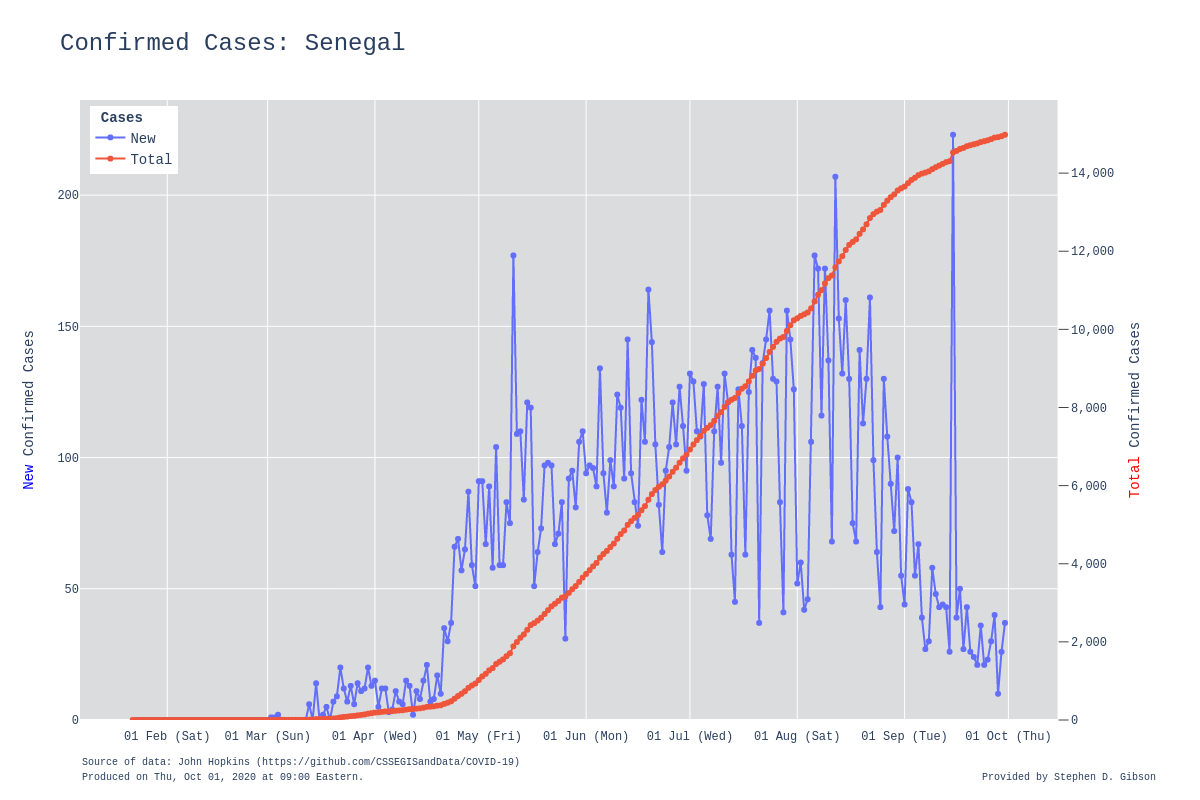 Confirmed Cases: Senegal
Cases
New
Total
200
150
100
50
0
New Confirmed Cases
14,000
12,000
10,000
8,000
6,000
4,000
2,000
0
Total Confirmed Cases
01 Feb (Sat) 01 Mar (Sun) 01 Apr (Wed) 01 May (Fri) 01 Jun (Mon) 01 Jul (Wed) 01 Aug (Sat) 01 Sep (Tue) 01 Oct (Thu)
Source of data: John Hopkins (https://github.com/CSSEGISandData/COVID-19)
Produced on Thu, Oct 01, 2020 at 09:00 Eastern.
Provided by Stephen D. Gibson